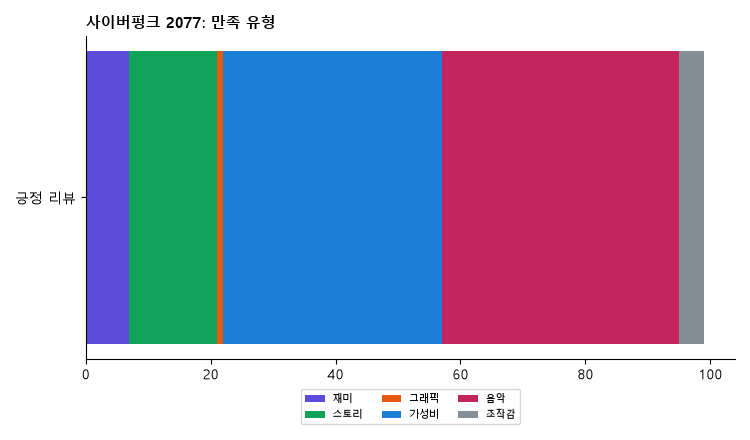 사이버펑크 2077: 만족 유형
긍정 리뷰
0 20 40 60 80 100
재미 그래픽 음악
스토리 가성비 조작감